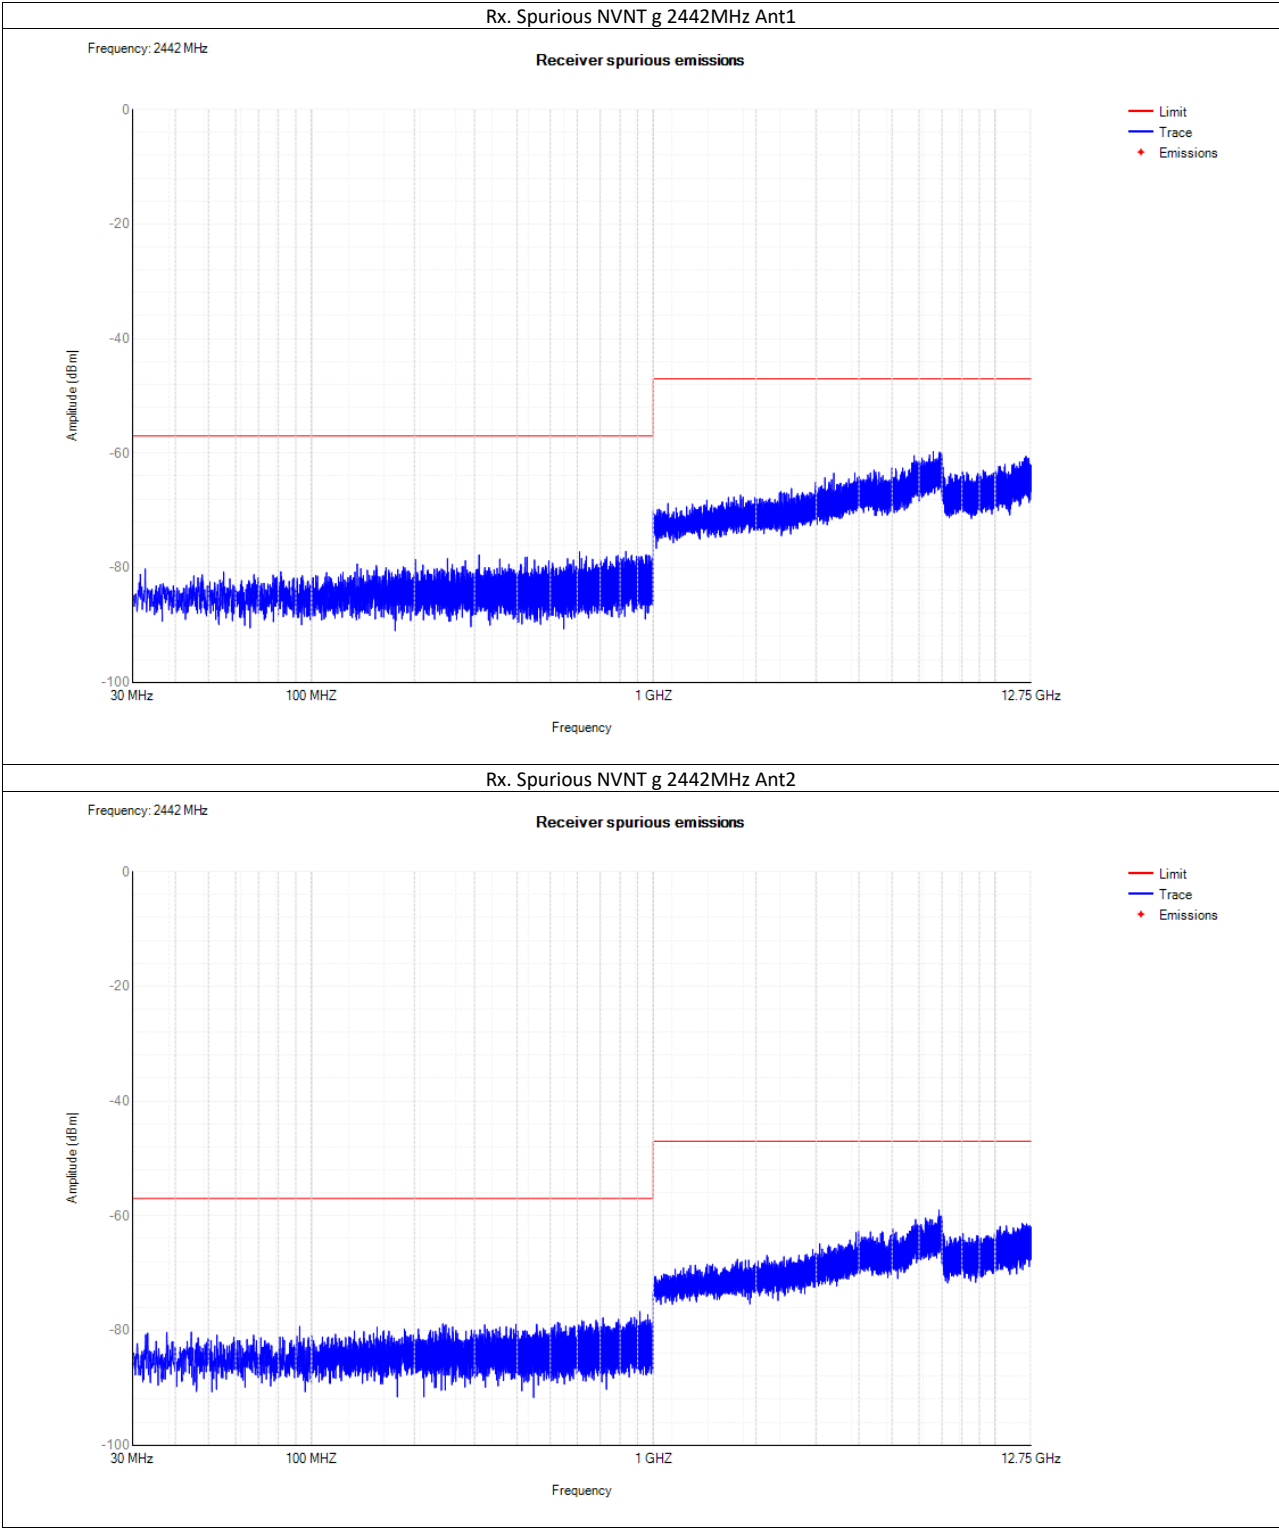 Rx. Spurious NVNT g 2442MHz Ant1
Frequency: 2442 MHz
Receiver spurious emissions
Limit
Trace
Emissions
0
-20
-40
-60
-80
-100
Amplitude [dBm]
30 MHz 100 MHZ 1 GHZ 12.75 GHz
Frequency
Rx. Spurious NVNT g 2442MHz Ant2
Frequency: 2442 MHz
Receiver spurious emissions
Limit
Trace
Emissions
0
-20
-40
-60
-80
-100
Amplitude [dBm]
30 MHz 100 MHZ 1 GHZ 12.75 GHz
Frequency